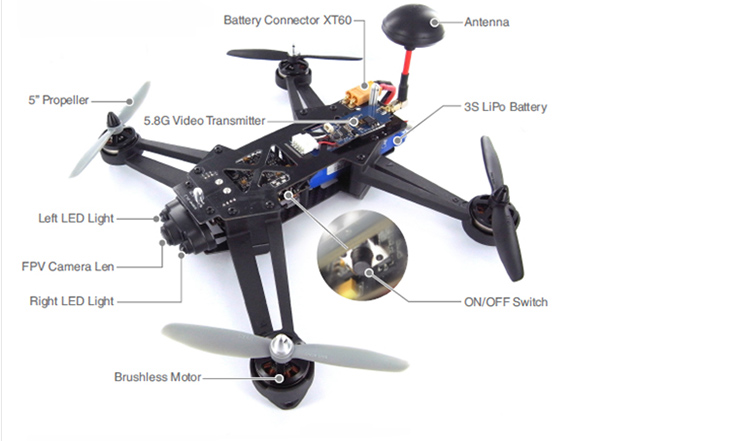 Battery Connector XT60
Antenna
5" Propeller
5.8G Video Transmitter
3S LiPo Battery
Left LED Light
FPV Camera Len
Right LED Light
ON/OFF Switch
Brushless Motor